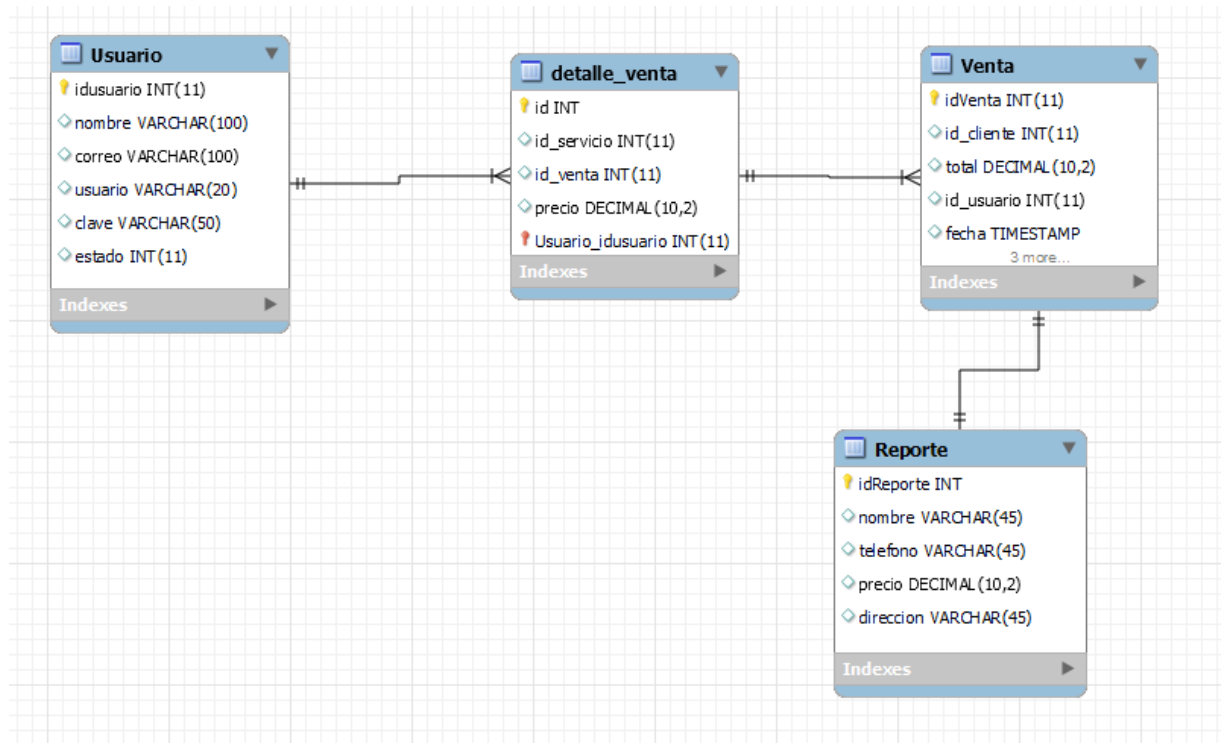 Usuario
idusuario INT(11)
nombre VARCHAR(100)
correo VARCHAR(100)
usuario VARCHAR(20)
clave VARCHAR(50)
estado INT(11)
Indexes
detalle_venta
id INT
id_servicio INT(11)
id_venta INT(11)
precio DECIMAL(10,2)
Usuario_idusuario INT(11)
Indexes
Venta
idVenta INT(11)
id_cliente INT(11)
total DECIMAL(10,2)
id_usuario INT(11)
fecha TIMESTAMP
3 more...
Indexes
Reporte
idReporte INT
nombre VARCHAR(45)
telefono VARCHAR(45)
precio DECIMAL(10,2)
direccion VARCHAR(45)
Indexes